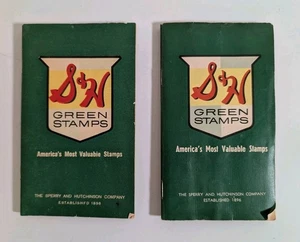 S&H
GREEN
STAMPS
America's Most Valuable Stamps
THE SPERRY AND HUTCHINSON COMPANY
ESTABLISHED 1896
S&H
GREEN
STAMPS
America's Most Valuable Stamps
THE SPERRY AND HUTCHINSON COMPANY
ESTABLISHED 1896